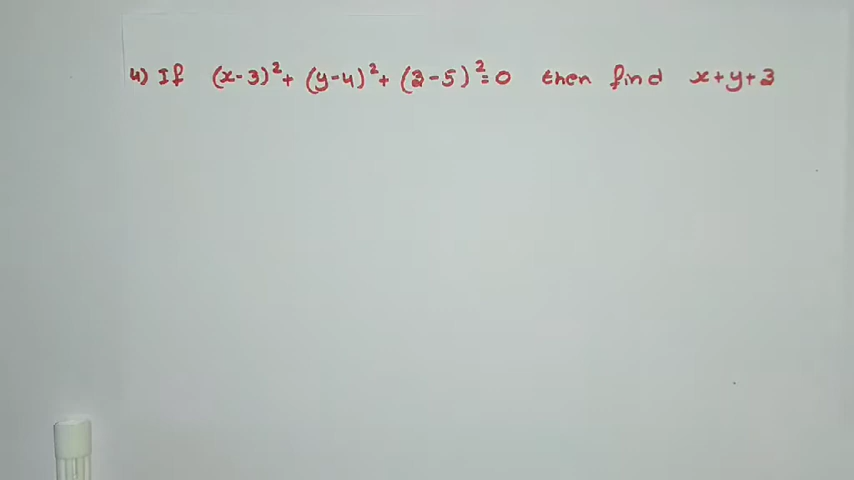 4) If (x-3)²+ (y-4)²+ (z-5)²=0 then find x+y+z